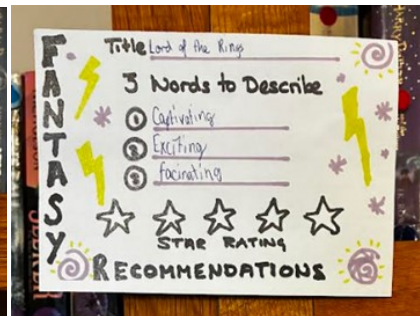 FANTASY
Title Lord of the Rings
3 Words to Describe
1 Captivating
2 Exciting
3 Facinating
STAR RATING
RECOMMENDATIONS